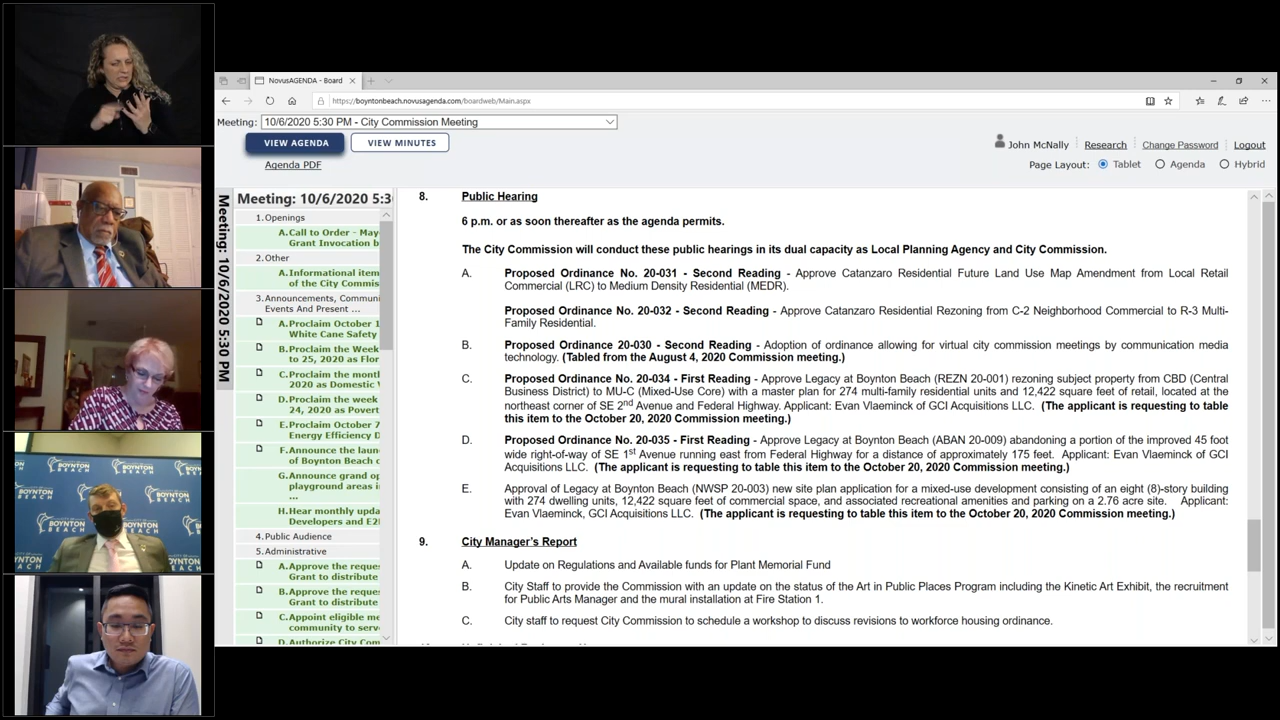 NovusAGENDA - Board
https://boyntonbeach.novusagenda.com/boardweb/Main.aspx
Meeting: 10/6/2020 5:30 PM - City Commission Meeting
VIEW AGENDA VIEW MINUTES
Agenda PDF
John McNally Research Change Password Logout
Page Layout: Tablet Agenda Hybrid
Meeting: 10/6/2020 5:30 PM
Meeting: 10/6/2020 5:3
1.Openings
A.Call to Order - May
Grant Invocation b
2.Other
A.Informational item
of the City Commis
3.Announcements, Communi
Events And Present ...
A.Proclaim October 1
White Cane Safety
B.Proclaim the Week
to 25, 2020 as Flor
C.Proclaim the month
2020 as Domestic V
D.Proclaim the week
24, 2020 as Povert
E.Proclaim October 7
Energy Efficiency D
F.Announce the laun
of Boynton Beach c
G.Announce grand op
playground areas in
...
H.Hear monthly upda
Developers and E2
4.Public Audience
5.Administrative
A.Approve the reques
Grant to distribute
B.Approve the reques
Grant to distribute
C.Appoint eligible me
community to serv
D.Authorize City Com
8. Public Hearing
6 p.m. or as soon thereafter as the agenda permits.
The City Commission will conduct these public hearings in its dual capacity as Local Planning Agency and City Commission.
A. Proposed Ordinance No. 20-031 - Second Reading - Approve Catanzaro Residential Future Land Use Map Amendment from Local Retail
Commercial (LRC) to Medium Density Residential (MEDR).
Proposed Ordinance No. 20-032 - Second Reading - Approve Catanzaro Residential Rezoning from C-2 Neighborhood Commercial to R-3 Multi-
Family Residential.
B. Proposed Ordinance No. 20-030 - Second Reading - Adoption of ordinance allowing for virtual city commission meetings by communication media
technology. (Tabled from the August 4, 2020 Commission meeting.)
C. Proposed Ordinance No. 20-034 - First Reading - Approve Legacy at Boynton Beach (REZN 20-001) rezoning subject property from CBD (Central
Business District) to MU-C (Mixed-Use Core) with a master plan for 274 multi-family residential units and 12,422 square feet of retail, located at the
northeast corner of SE 2nd Avenue and Federal Highway. Applicant: Evan Vlaeminck of GCI Acquisitions LLC. (The applicant is requesting to table
this item to the October 20, 2020 Commission meeting.)
D. Proposed Ordinance No. 20-035 - First Reading - Approve Legacy at Boynton Beach (ABAN 20-009) abandoning a portion of the improved 45 foot
wide right-of-way of SE 1st Avenue running east from Federal Highway for a distance of approximately 175 feet. Applicant: Evan Vlaeminck of GCI
Acquisitions LLC. (The applicant is requesting to table this item to the October 20, 2020 Commission meeting.)
E. Approval of Legacy at Boynton Beach (NWSP 20-003) new site plan application for a mixed-use development consisting of an eight (8)-story building
with 274 dwelling units, 12,422 square feet of commercial space, and associated recreational amenities and parking on a 2.76 acre site. Applicant:
Evan Vlaeminck, GCI Acquisitions LLC. (The applicant is requesting to table this item to the October 20, 2020 Commission meeting.)
9. City Manager's Report
A. Update on Regulations and Available funds for Plant Memorial Fund
B. City Staff to provide the Commission with an update on the status of the Art in Public Places Program including the Kinetic Art Exhibit, the recruitment
for Public Arts Manager and the mural installation at Fire Station 1.
C. City staff to request City Commission to schedule a workshop to discuss revisions to workforce housing ordinance.
BOYNTON
BEACH
BOYNTON
BEACH